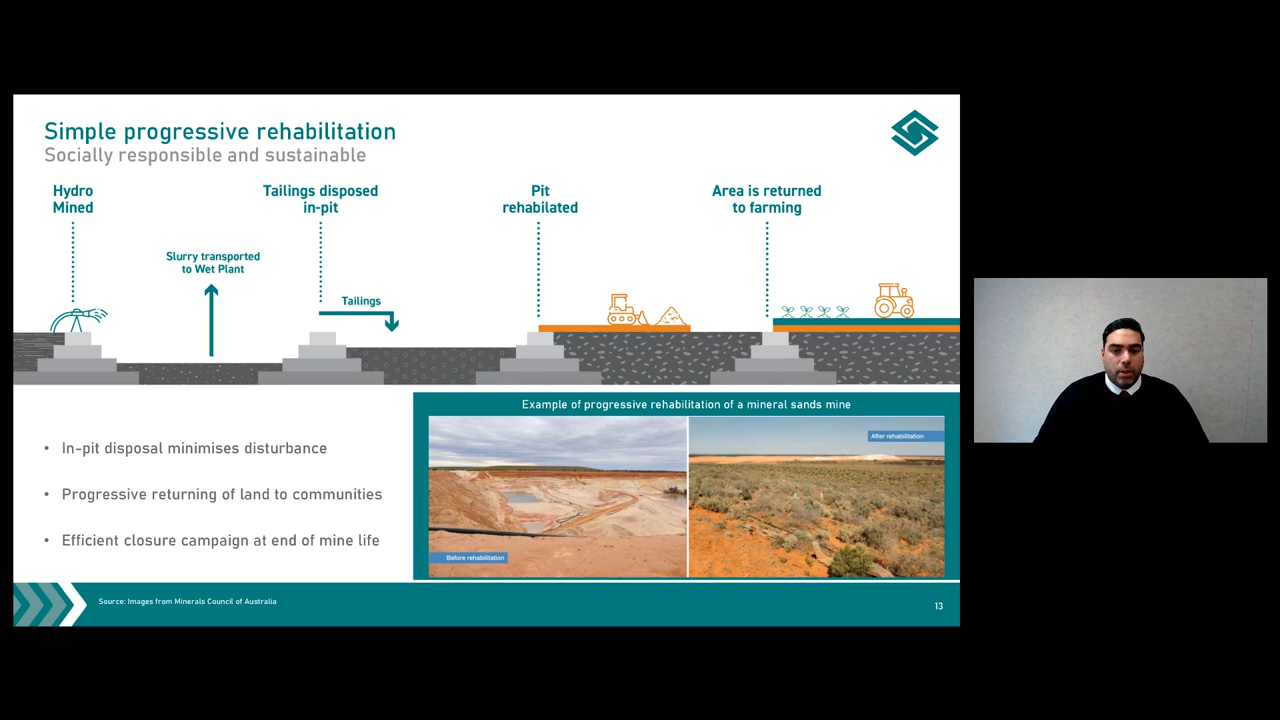 Simple progressive rehabilitation
Socially responsible and sustainable
Hydro
Mined
Tailings disposed
in-pit
Pit
rehabilated
Area is returned
to farming
Slurry transported
to Wet Plant
Tailings
• In-pit disposal minimises disturbance
• Progressive returning of land to communities
• Efficient closure campaign at end of mine life
Example of progressive rehabilitation of a mineral sands mine
After rehabilitation
Before rehabilitation
Source: Images from Minerals Council of Australia
13